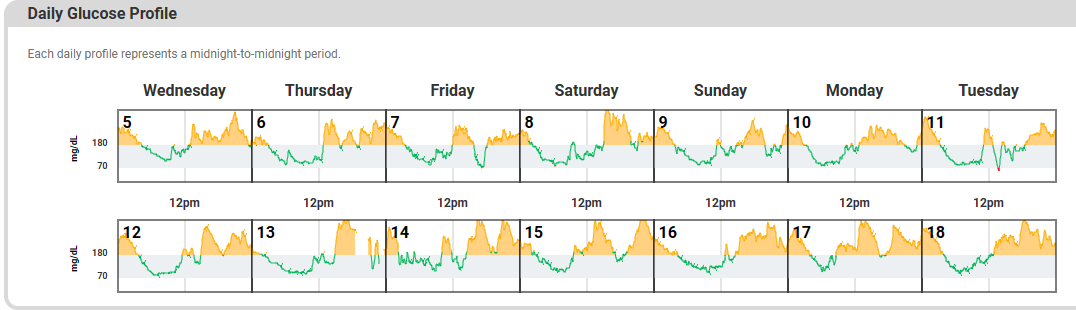 Daily Glucose Profile
Each daily profile represents a midnight-to-midnight period.
Wednesday Thursday Friday Saturday Sunday Monday Tuesday
mg/dL
180
70
5 6 7 8 9 10 11
12pm 12pm 12pm 12pm 12pm 12pm 12pm
mg/dL
180
70
12 13 14 15 16 17 18